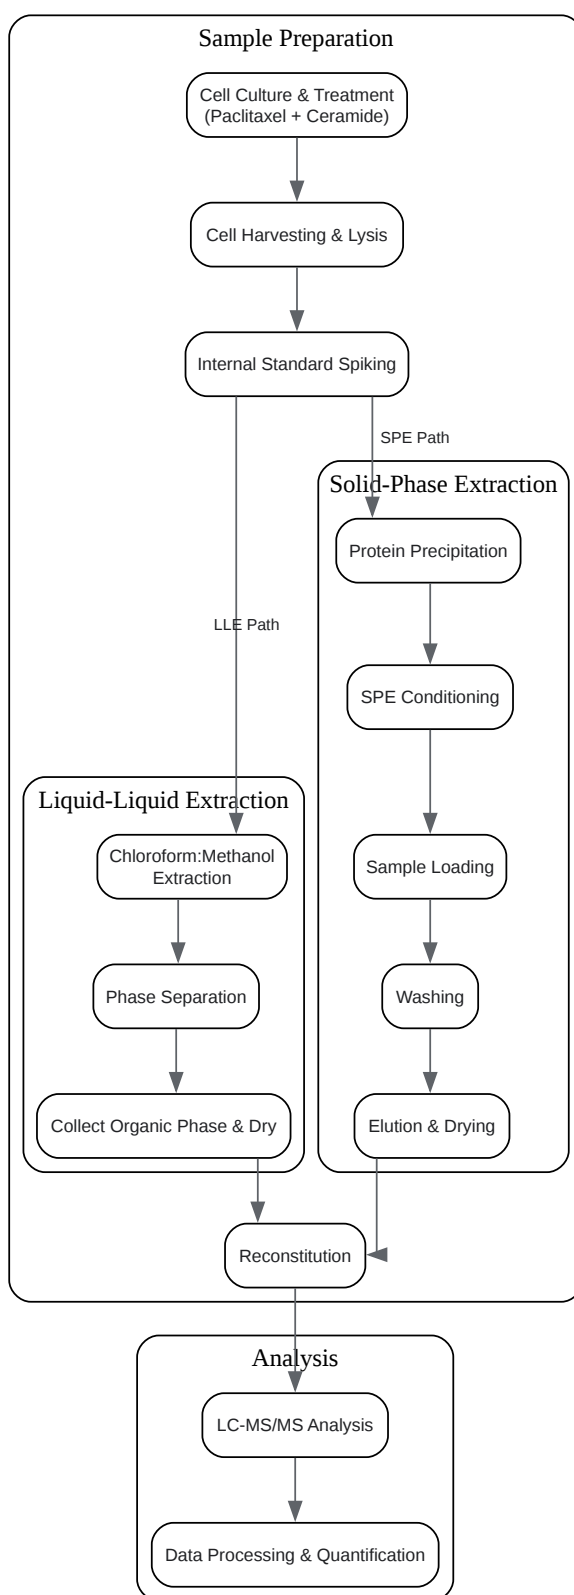 Sample Preparation
Cell Culture & Treatment
(Paclitaxel + Ceramide)
Cell Harvesting & Lysis
Internal Standard Spiking
SPE Path
Solid-Phase Extraction
Protein Precipitation
LLE Path
SPE Conditioning
Liquid-Liquid Extraction
Chloroform:Methanol
Extraction
Sample Loading
Phase Separation
Washing
Collect Organic Phase & Dry
Elution & Drying
Reconstitution
Analysis
LC-MS/MS Analysis
Data Processing & Quantification